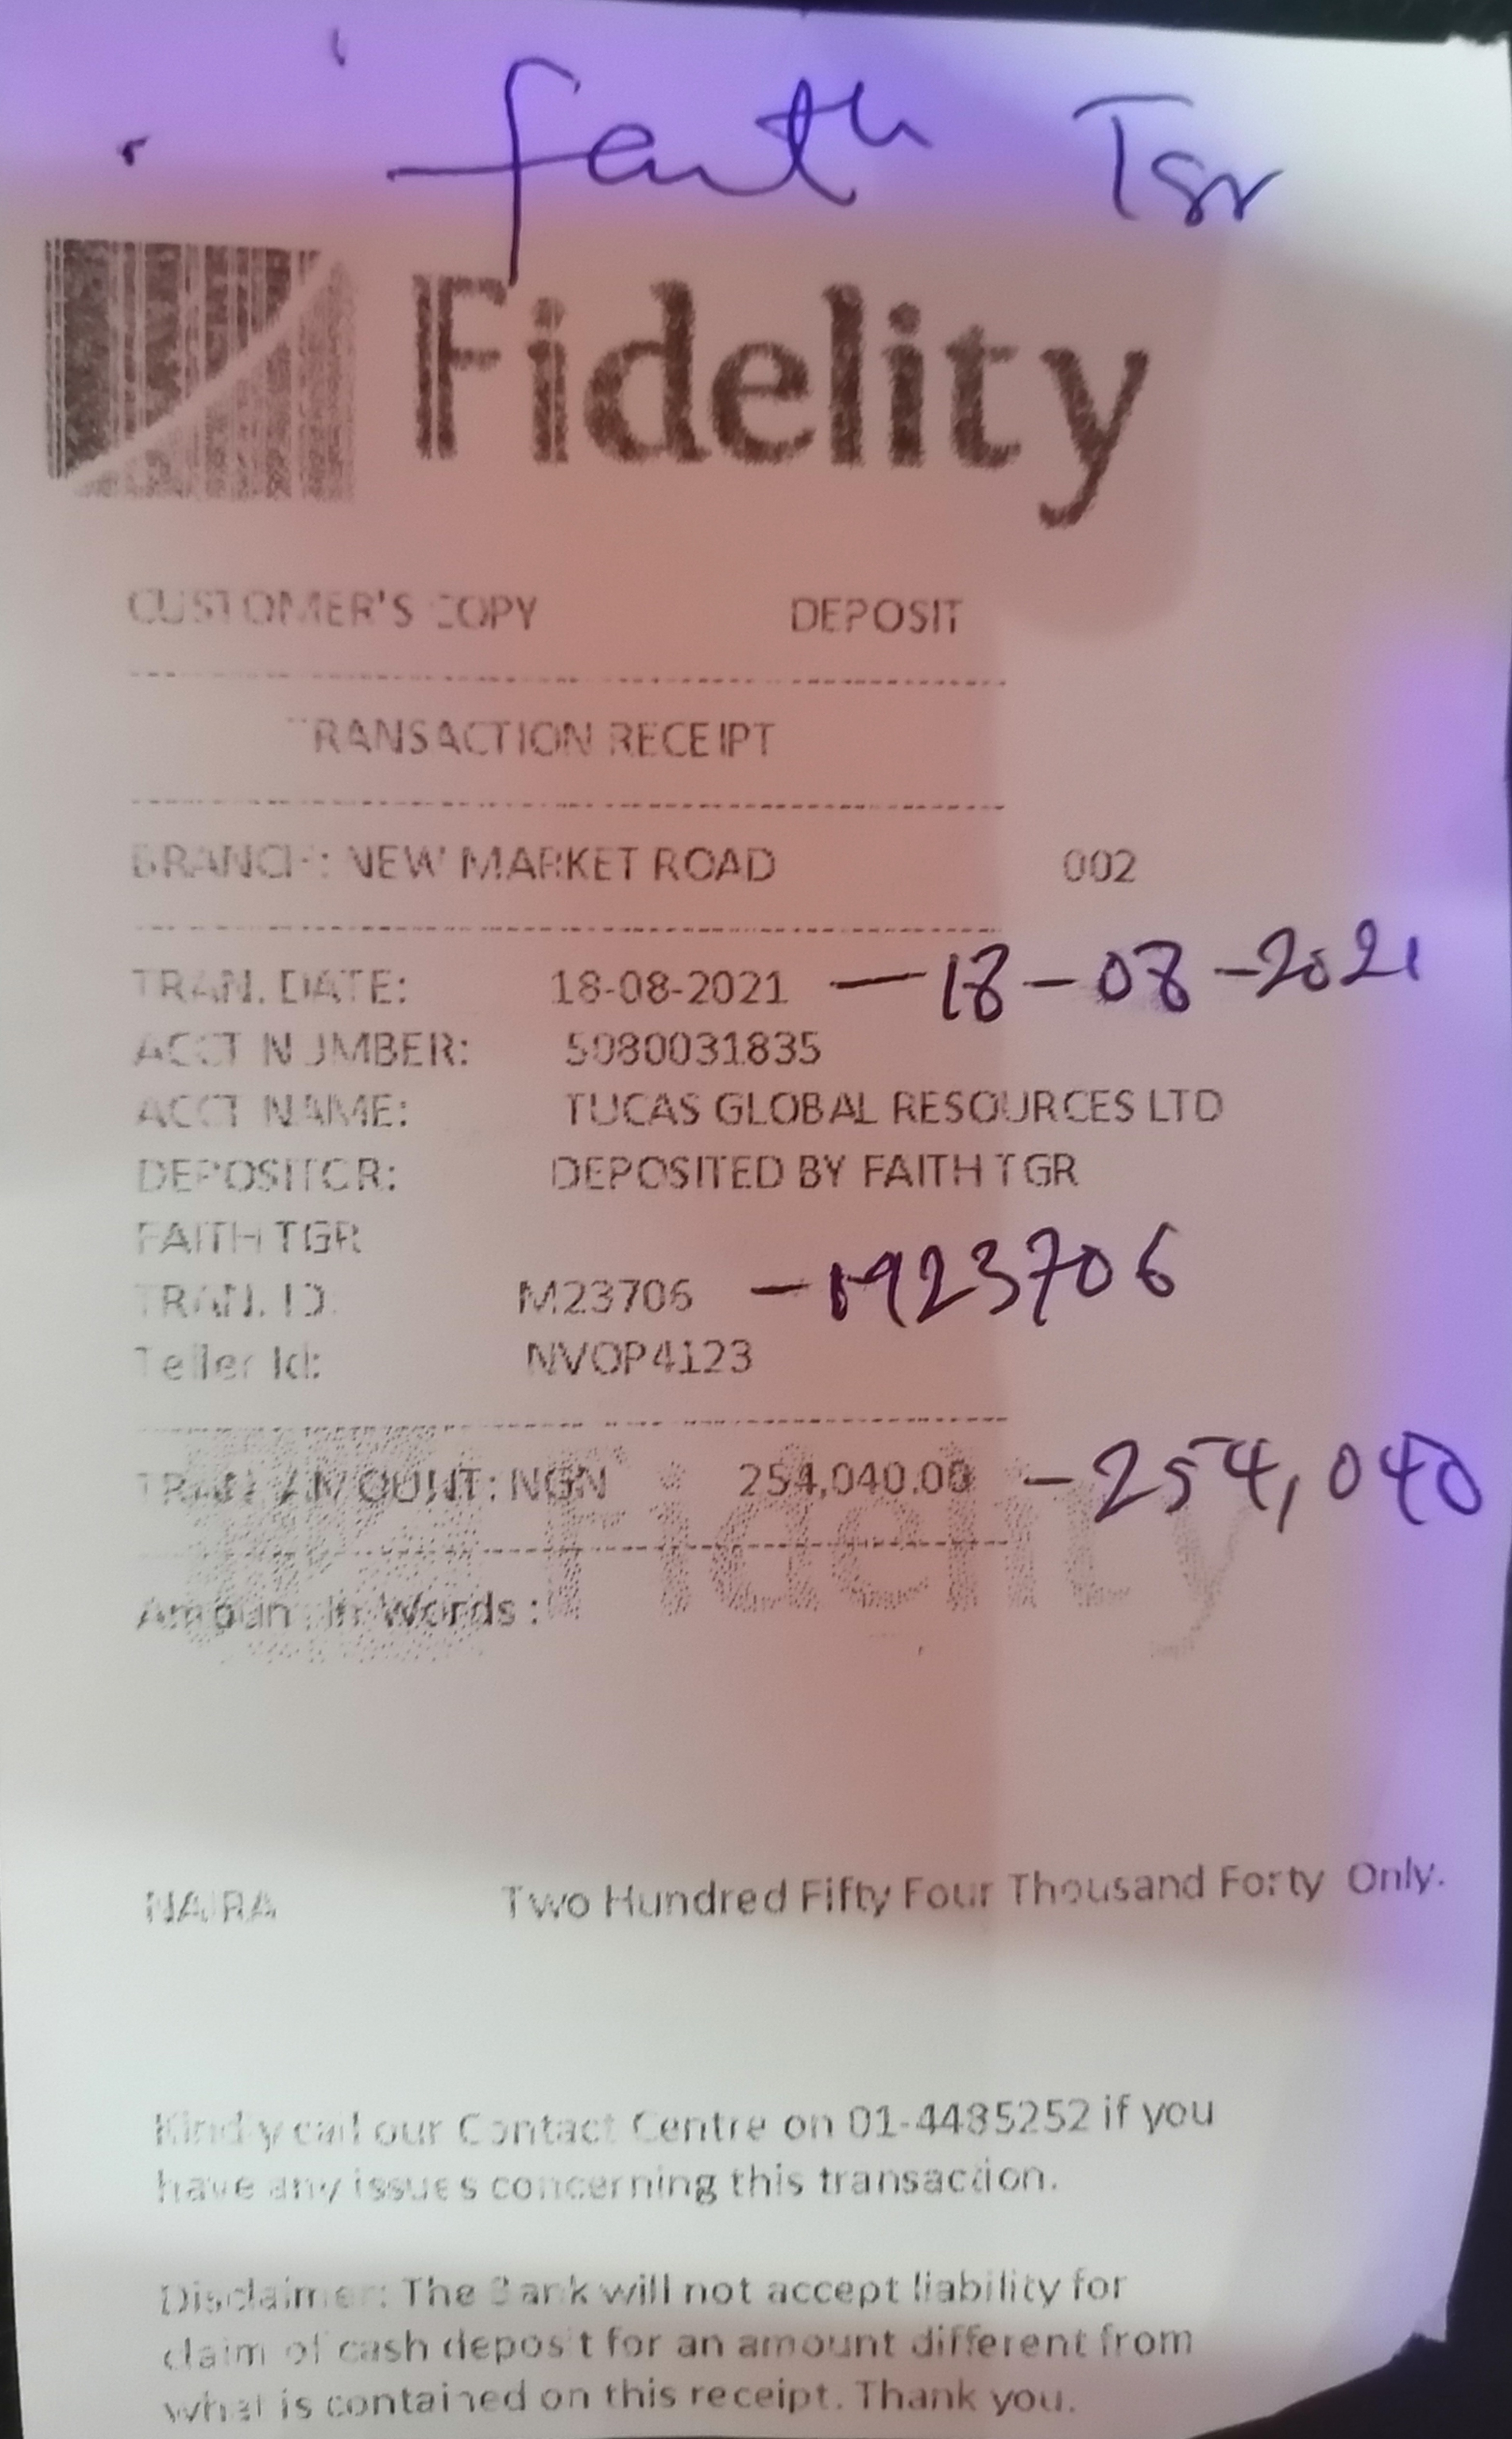 Faith TGR
Fidelity
CUSTOMER'S COPY DEPOSIT
TRANSACTION RECEIPT
BRANCH: NEW MARKET ROAD 002
TRAN. DATE: 18-08-2021 — 18-08-2021
ACCT NUMBER: 5080031835
ACCT NAME: TUCAS GLOBAL RESOURCES LTD
DEPOSITOR: DEPOSITED BY FAITH TGR
FAITH TGR
TRAN. ID. M23706 — M23706
Teller Id: NVOP4123
TRAN AMOUNT: NGN 254,040.00 — 254,040
Fidelity
Amount In Words :
NAIRA Two Hundred Fifty Four Thousand Forty Only.
Kindly call our Contact Centre on 01-4485252 if you
have any issues concerning this transaction.
Disclaimer: The Bank will not accept liability for
claim of cash deposit for an amount different from
what is contained on this receipt. Thank you.